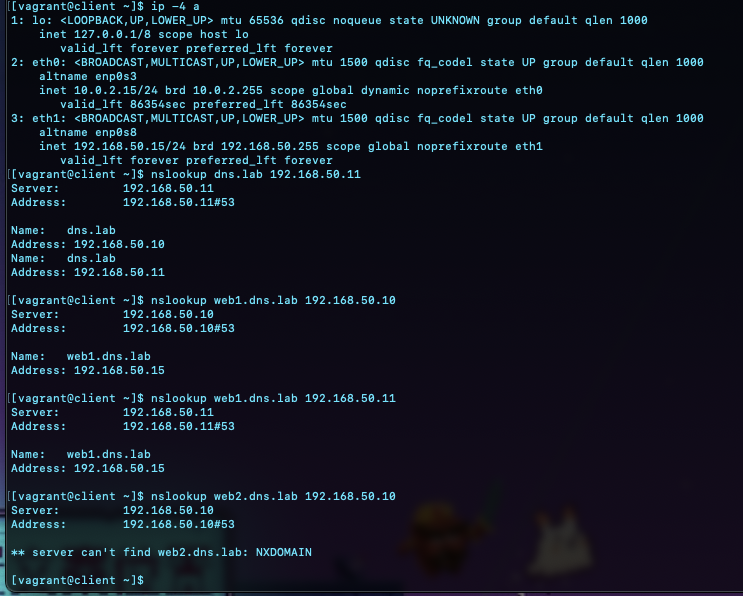 [[vagrant@client ~]$ ip -4 a
1: lo: <LOOPBACK,UP,LOWER_UP> mtu 65536 qdisc noqueue state UNKNOWN group default qlen 1000
    inet 127.0.0.1/8 scope host lo
       valid_lft forever preferred_lft forever
2: eth0: <BROADCAST,MULTICAST,UP,LOWER_UP> mtu 1500 qdisc fq_codel state UP group default qlen 1000
    altname enp0s3
    inet 10.0.2.15/24 brd 10.0.2.255 scope global dynamic noprefixroute eth0
       valid_lft 86354sec preferred_lft 86354sec
3: eth1: <BROADCAST,MULTICAST,UP,LOWER_UP> mtu 1500 qdisc fq_codel state UP group default qlen 1000
    altname enp0s8
    inet 192.168.50.15/24 brd 192.168.50.255 scope global noprefixroute eth1
       valid_lft forever preferred_lft forever
[[vagrant@client ~]$ nslookup dns.lab 192.168.50.11
Server:         192.168.50.11
Address:        192.168.50.11#53

Name:   dns.lab
Address: 192.168.50.10
Name:   dns.lab
Address: 192.168.50.11

[[vagrant@client ~]$ nslookup web1.dns.lab 192.168.50.10
Server:         192.168.50.10
Address:        192.168.50.10#53

Name:   web1.dns.lab
Address: 192.168.50.15

[[vagrant@client ~]$ nslookup web1.dns.lab 192.168.50.11
Server:         192.168.50.11
Address:        192.168.50.11#53

Name:   web1.dns.lab
Address: 192.168.50.15

[[vagrant@client ~]$ nslookup web2.dns.lab 192.168.50.10
Server:         192.168.50.10
Address:        192.168.50.10#53

** server can't find web2.dns.lab: NXDOMAIN

[vagrant@client ~]$